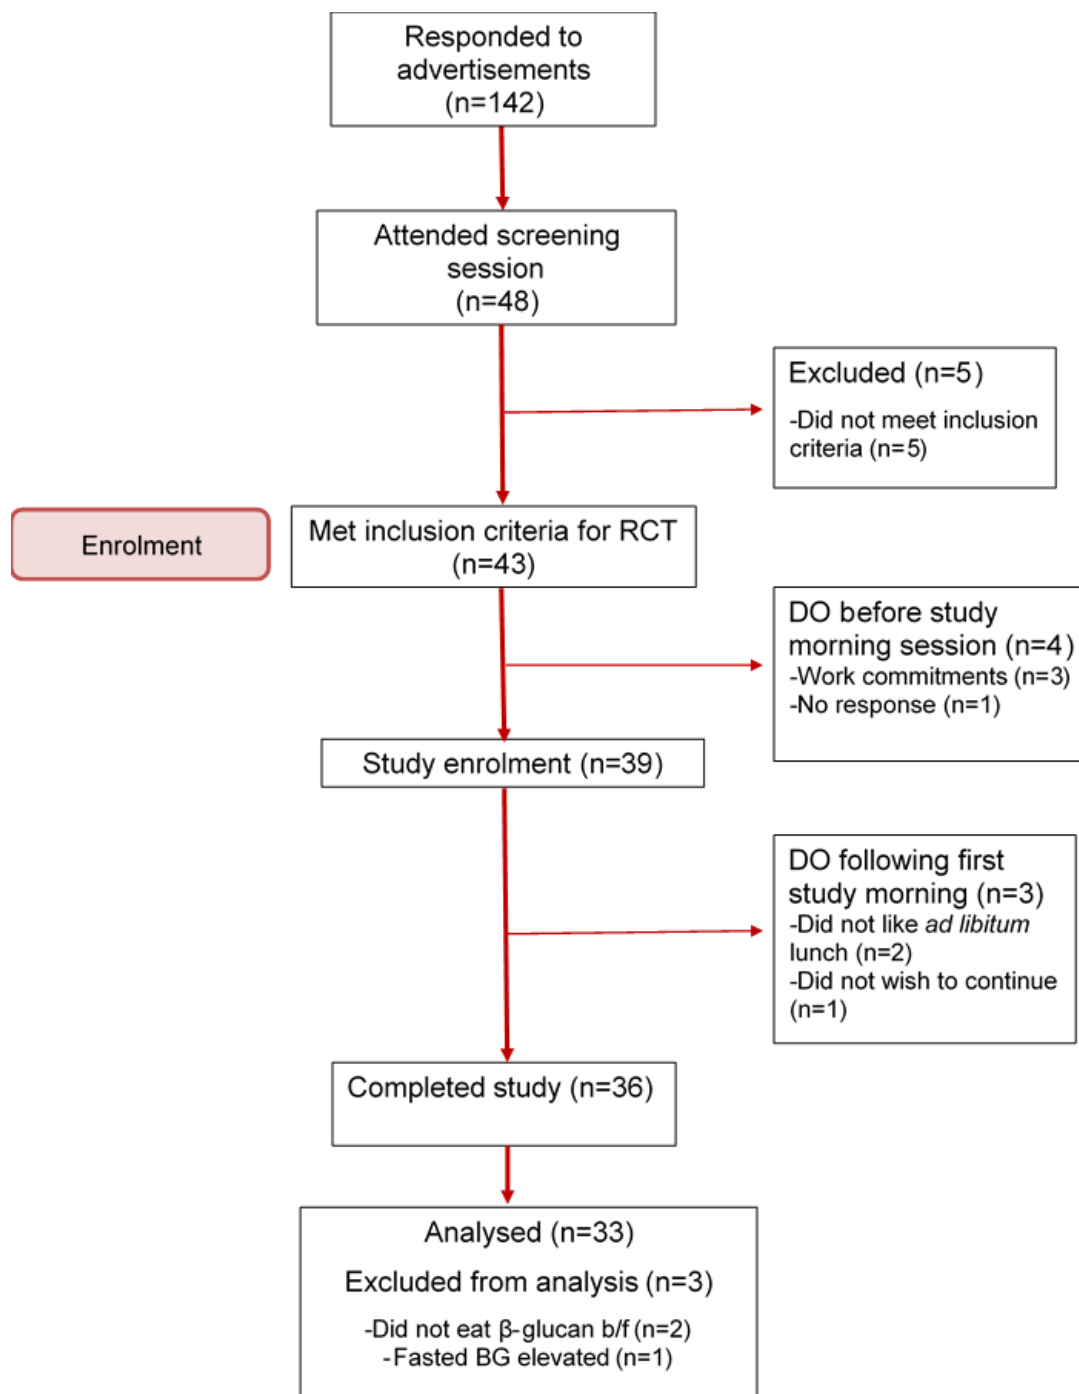 Responded to
advertisements
(n=142)
Attended screening
session
(n=48)
Excluded (n=5)
-Did not meet inclusion
criteria (n=5)
Enrolment
Met inclusion criteria for RCT
(n=43)
DO before study
morning session (n=4)
-Work commitments (n=3)
-No response (n=1)
Study enrolment (n=39)
DO following first
study morning (n=3)
-Did not like ad libitum
lunch (n=2)
-Did not wish to continue
(n=1)
Completed study (n=36)
Analysed (n=33)
Excluded from analysis (n=3)
-Did not eat β-glucan b/f (n=2)
-Fasted BG elevated (n=1)